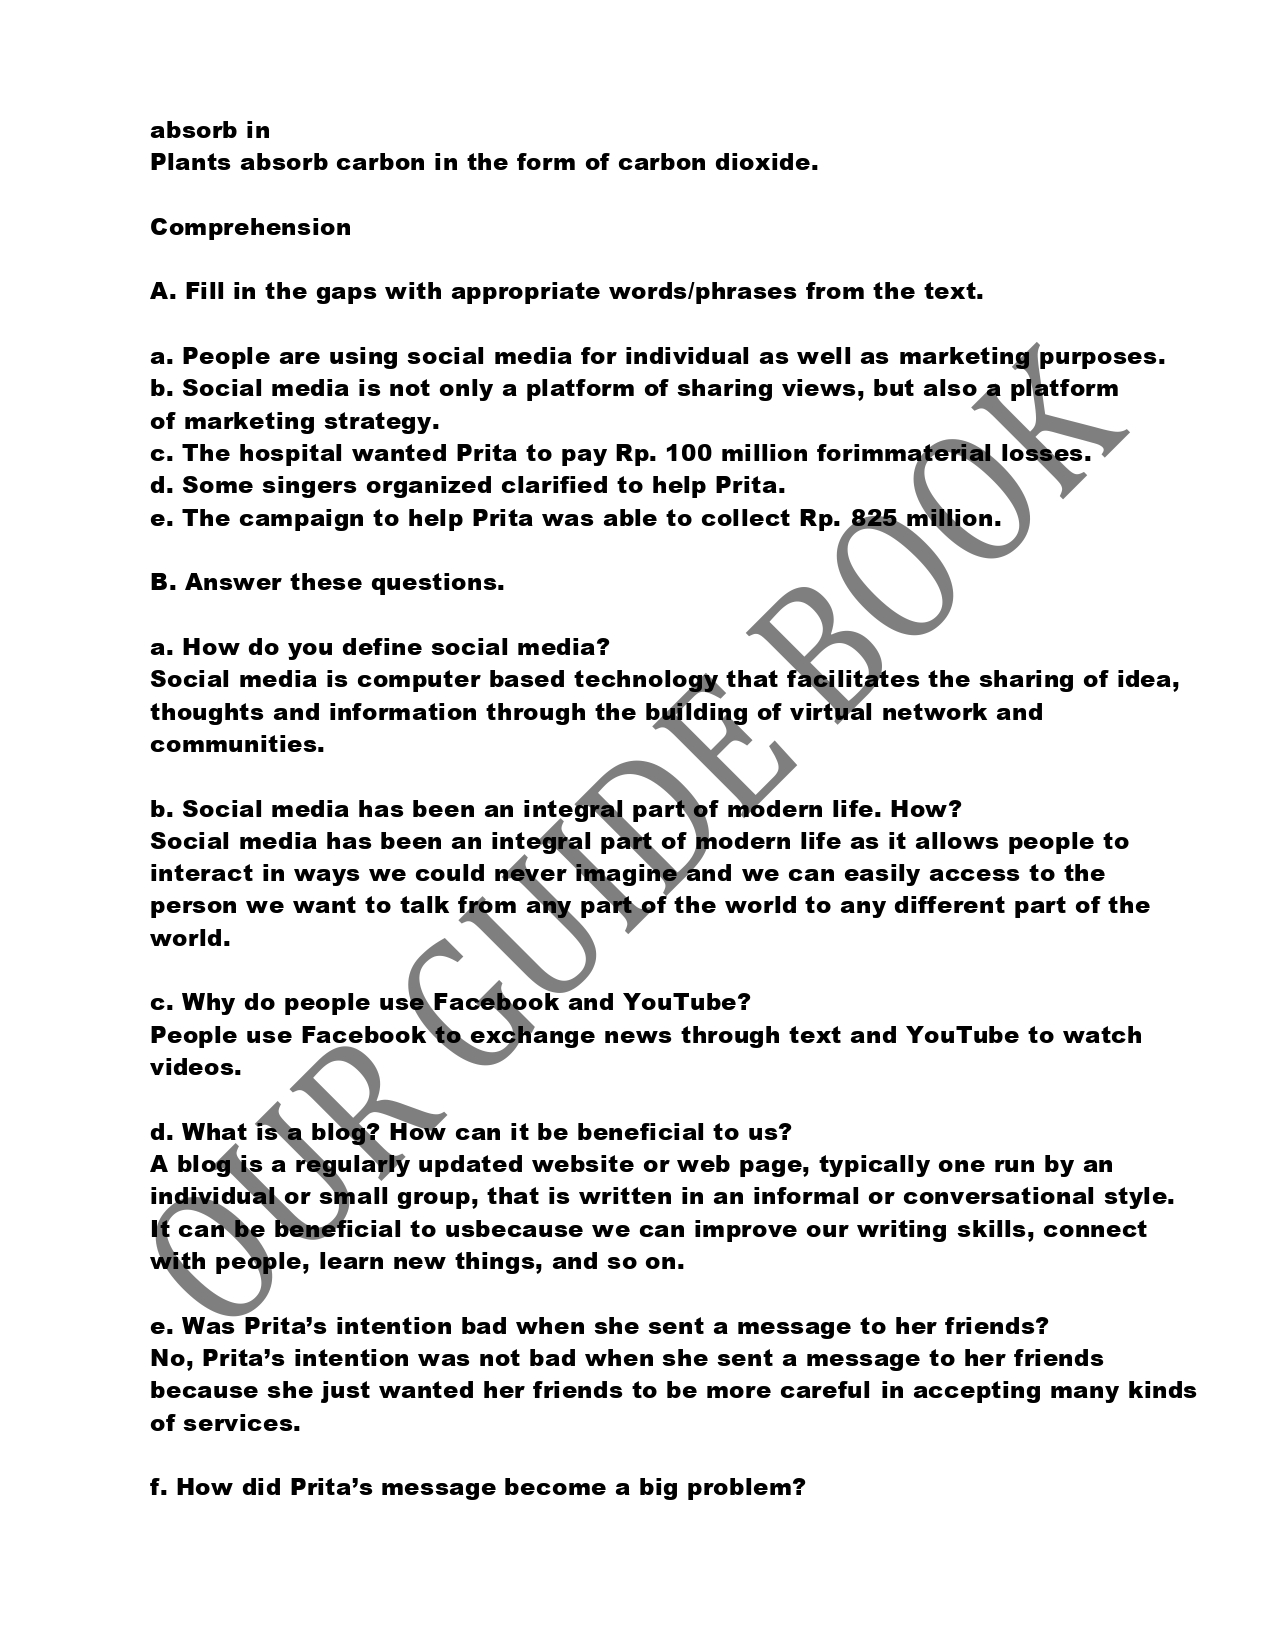 absorb in
Plants absorb carbon in the form of carbon dioxide.
Comprehension
A. Fill in the gaps with appropriate words/phrases from the text.
a. People are using social media for individual as well as marketing purposes.
b. Social media is not only a platform of sharing views, but also a platform
of marketing strategy.
c. The hospital wanted Prita to pay Rp. 100 million forimmaterial losses.
d. Some singers organized clarified to help Prita.
e. The campaign to help Prita was able to collect Rp. 825 million.
B. Answer these questions.
a. How do you define social media?
Social media is computer based technology that facilitates the sharing of idea,
thoughts and information through the building of virtual network and
communities.
b. Social media has been an integral part of modern life. How?
Social media has been an integral part of modern life as it allows people to
interact in ways we could never imagine and we can easily access to the
person we want to talk from any part of the world to any different part of the
world.
c. Why do people use Facebook and YouTube?
People use Facebook to exchange news through text and YouTube to watch
videos.
d. What is a blog? How can it be beneficial to us?
A blog is a regularly updated website or web page, typically one run by an
individual or small group, that is written in an informal or conversational style.
It can be beneficial to usbecause we can improve our writing skills, connect
with people, learn new things, and so on.
e. Was Prita’s intention bad when she sent a message to her friends?
No, Prita’s intention was not bad when she sent a message to her friends
because she just wanted her friends to be more careful in accepting many kinds
of services.
f. How did Prita’s message become a big problem?
OUR GUIDE BOOK